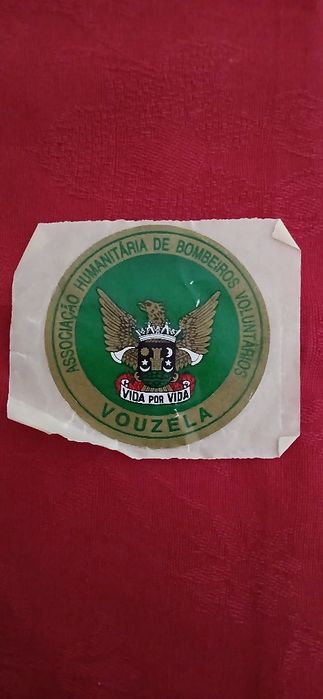 ASSOCIAÇÃO HUMANITÁRIA DE BOMBEIROS VOLUNTÁRIOS
VIDA POR VIDA
VOUZELA